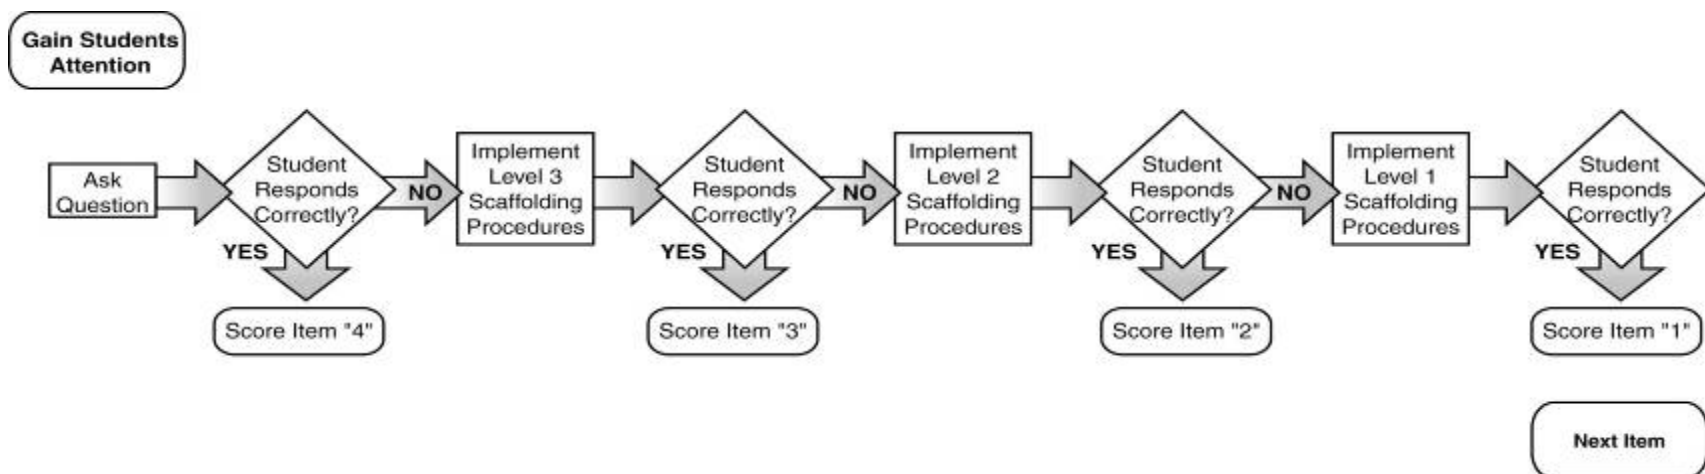 Gain Students
Attention
Ask
Question
Student
Responds
Correctly?
NO
YES
Score Item "4"
Implement
Level 3
Scaffolding
Procedures
Student
Responds
Correctly?
NO
YES
Score Item "3"
Implement
Level 2
Scaffolding
Procedures
Student
Responds
Correctly?
NO
YES
Score Item "2"
Implement
Level 1
Scaffolding
Procedures
Student
Responds
Correctly?
YES
Score Item "1"
Next Item